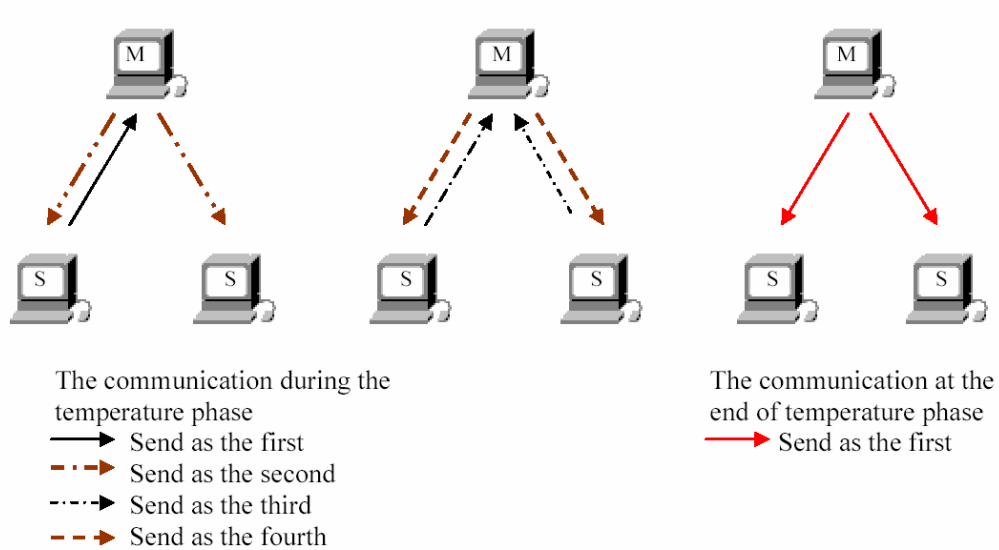 M
M
M
S
S
S
S
S
S
The communication during the
temperature phase
Send as the first
Send as the second
Send as the third
Send as the fourth
The communication at the
end of temperature phase
Send as the first